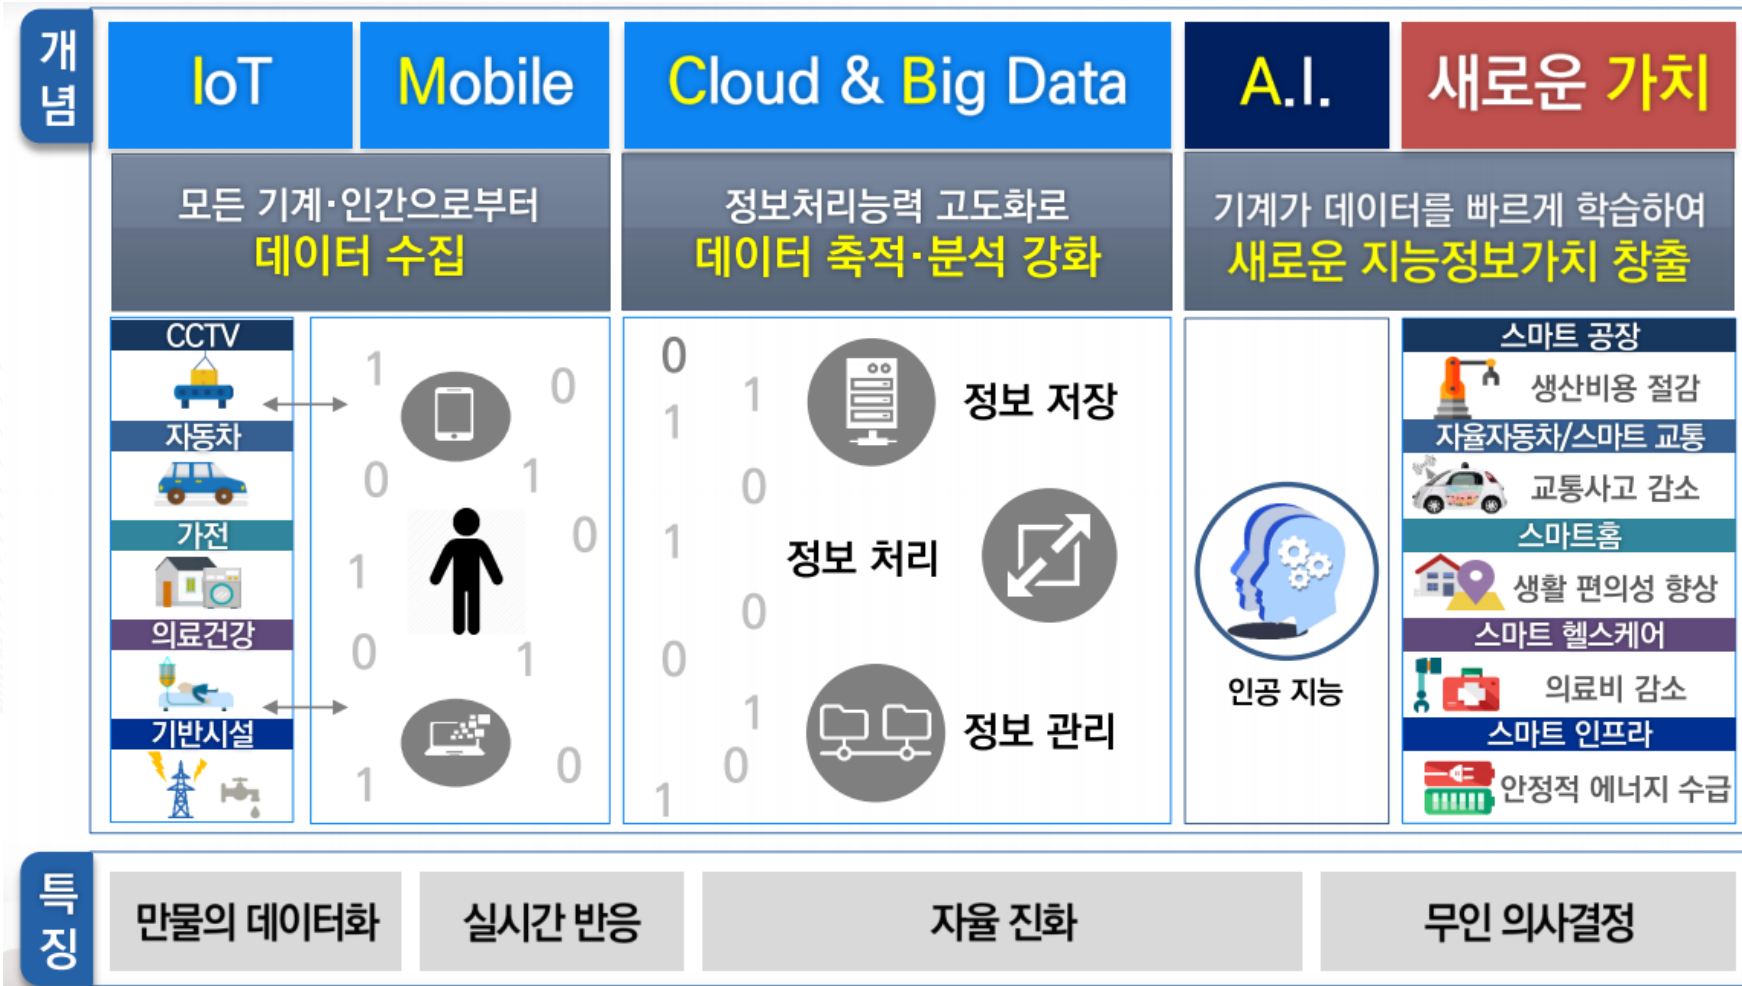 개념
IoT
Mobile
Cloud & Big Data
A.I.
새로운 가치
모든 기계·인간으로부터
데이터 수집
정보처리능력 고도화로
데이터 축적·분석 강화
기계가 데이터를 빠르게 학습하여
새로운 지능정보가치 창출
CCTV
자동차
가전
의료건강
기반시설
1
0
0
1
0
1
0
1
0
1
0
1
1
0
1
0
0
1
0
1
정보 저장
정보 처리
정보 관리
인공 지능
스마트 공장
생산비용 절감
자율자동차/스마트 교통
교통사고 감소
스마트홈
생활 편의성 향상
스마트 헬스케어
의료비 감소
스마트 인프라
안정적 에너지 수급
특징
만물의 데이터화
실시간 반응
자율 진화
무인 의사결정